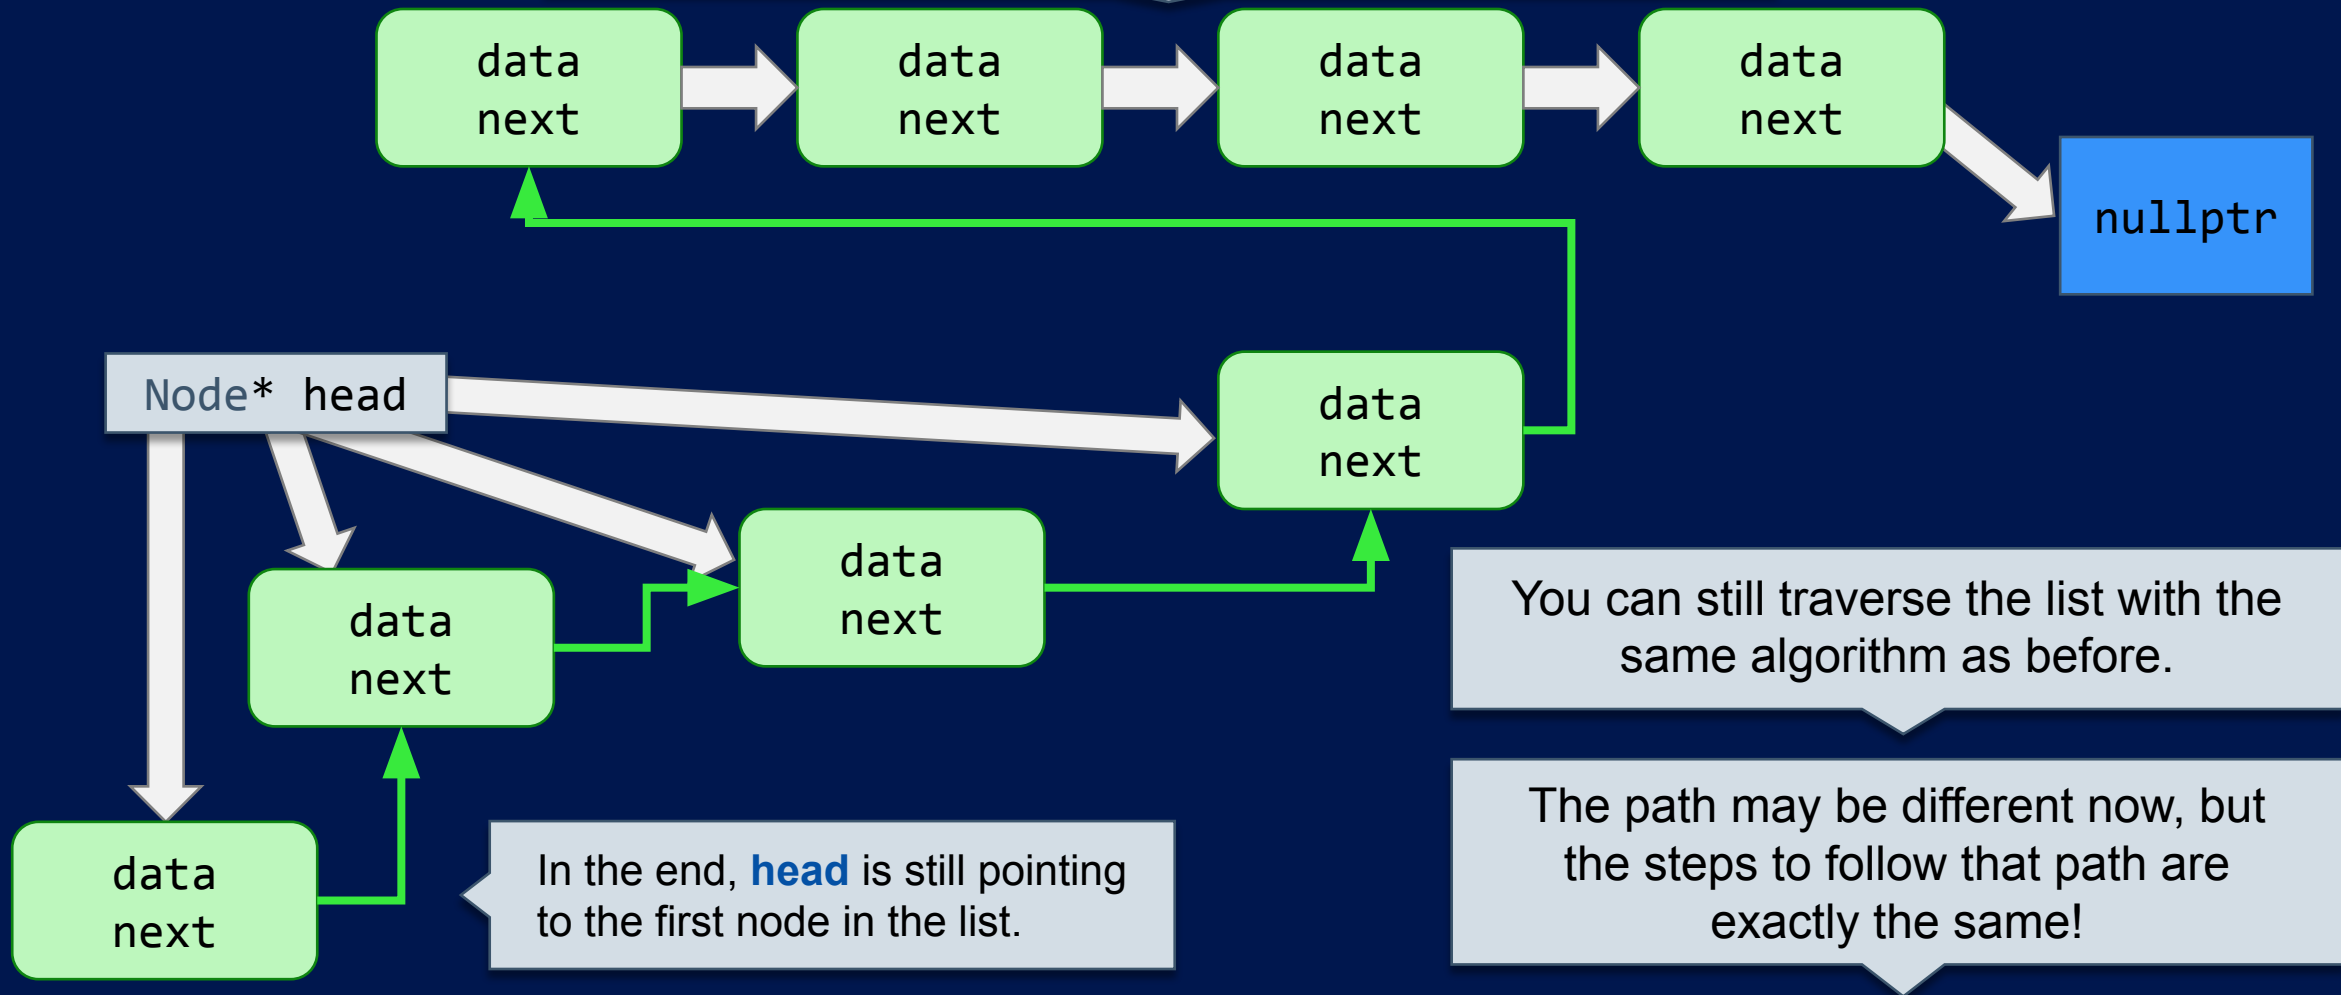 data
next
data
next
data
next
data
next
nullptr
Node* head
data
next
data
next
data
next
data
next
You can still traverse the list with the
same algorithm as before.
The path may be different now, but
the steps to follow that path are
exactly the same!
In the end, head is still pointing
to the first node in the list.